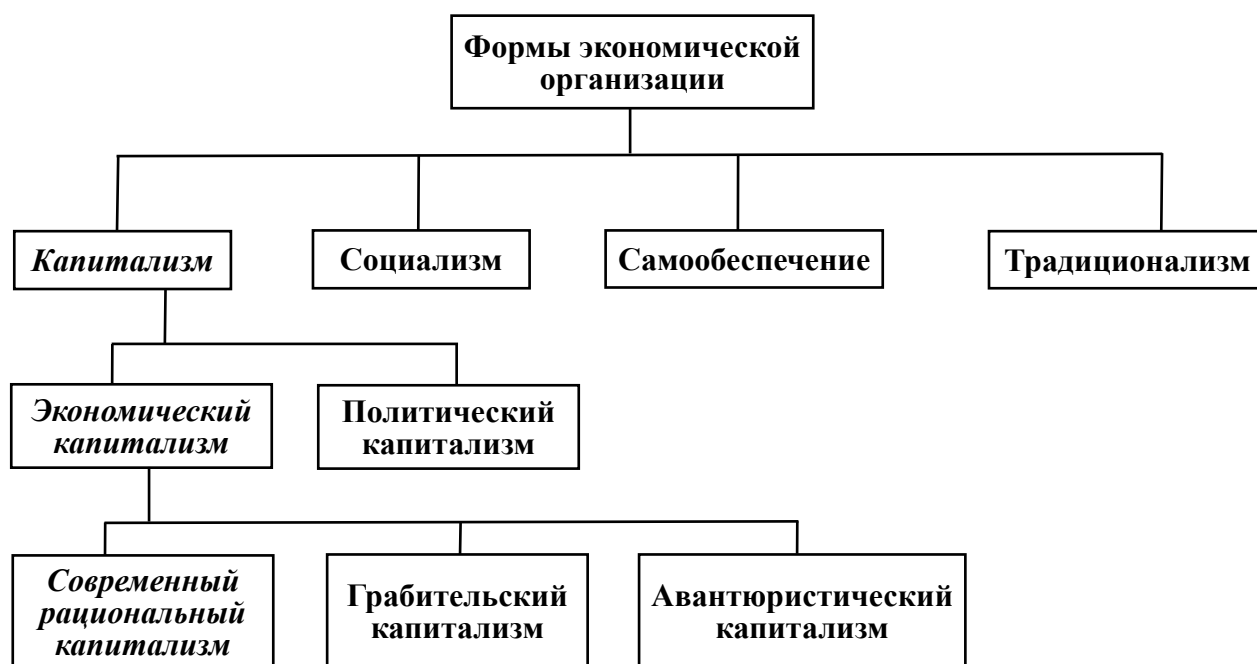 Формы экономической
организации
Капитализм
Социализм
Самообеспечение
Традиционализм
Экономический
капитализм
Политический
капитализм
Современный
рациональный
капитализм
Грабительский
капитализм
Авантюристический
капитализм